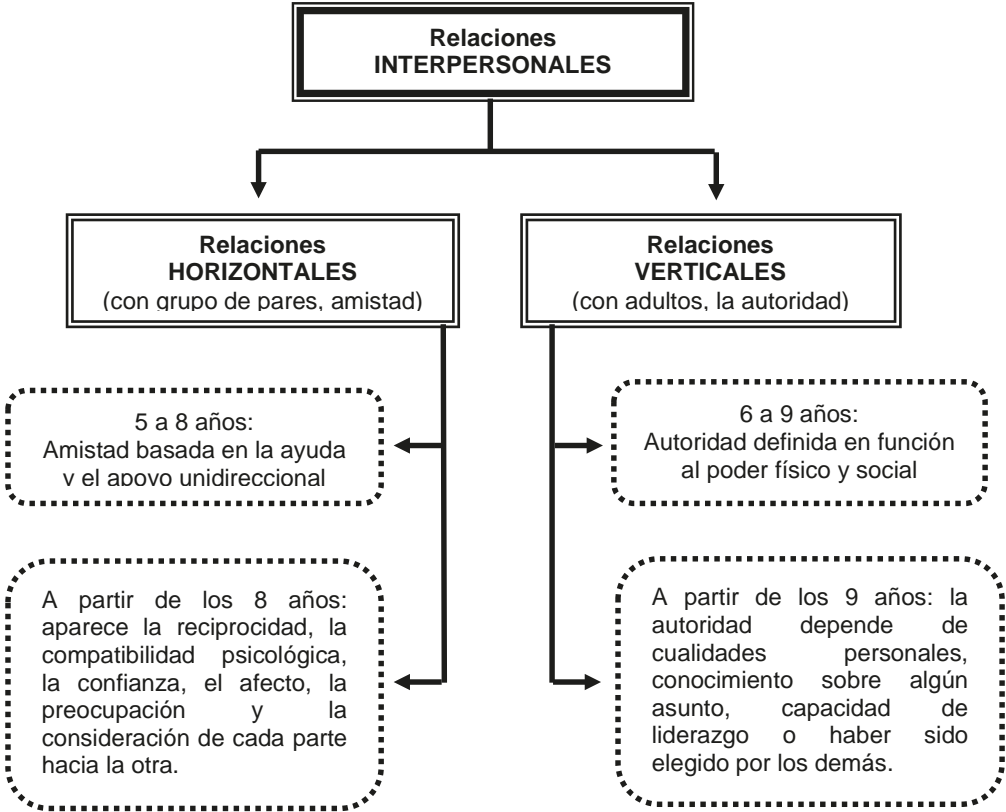 Relaciones
INTERPERSONALES
Relaciones
HORIZONTALES
(con grupo de pares, amistad)
Relaciones
VERTICALES
(con adultos, la autoridad)
5 a 8 años:
Amistad basada en la ayuda
y el apoyo unidireccional
6 a 9 años:
Autoridad definida en función
al poder físico y social
A partir de los 8 años:
aparece la reciprocidad, la
compatibilidad psicológica,
la confianza, el afecto, la
preocupación y la
consideración de cada parte
hacia la otra.
A partir de los 9 años: la
autoridad depende de
cualidades personales,
conocimiento sobre algún
asunto, capacidad de
liderazgo o haber sido
elegido por los demás.